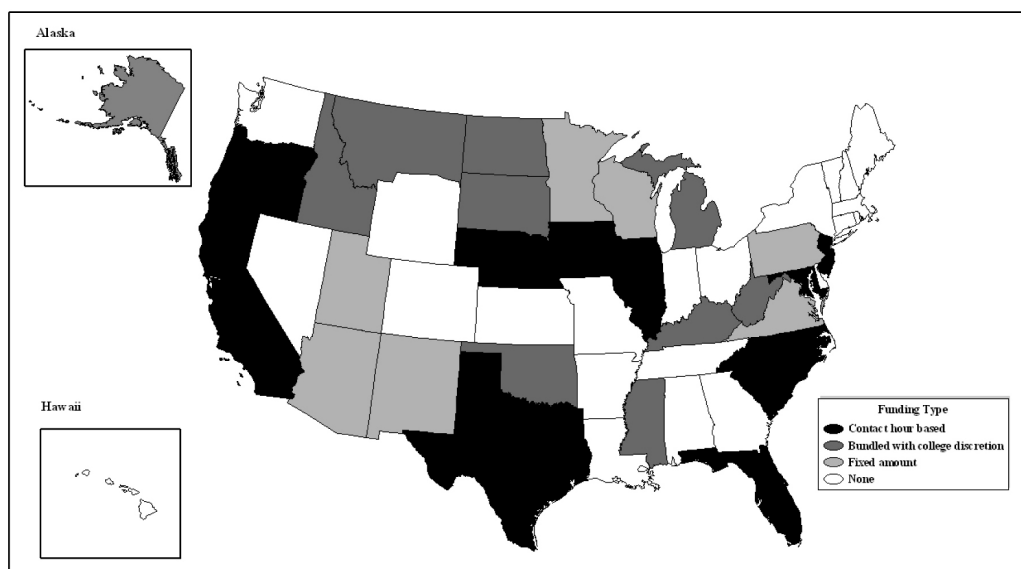 Alaska
Hawaii
Funding Type
Contact hour based
Bundled with college discretion
Fixed amount
None